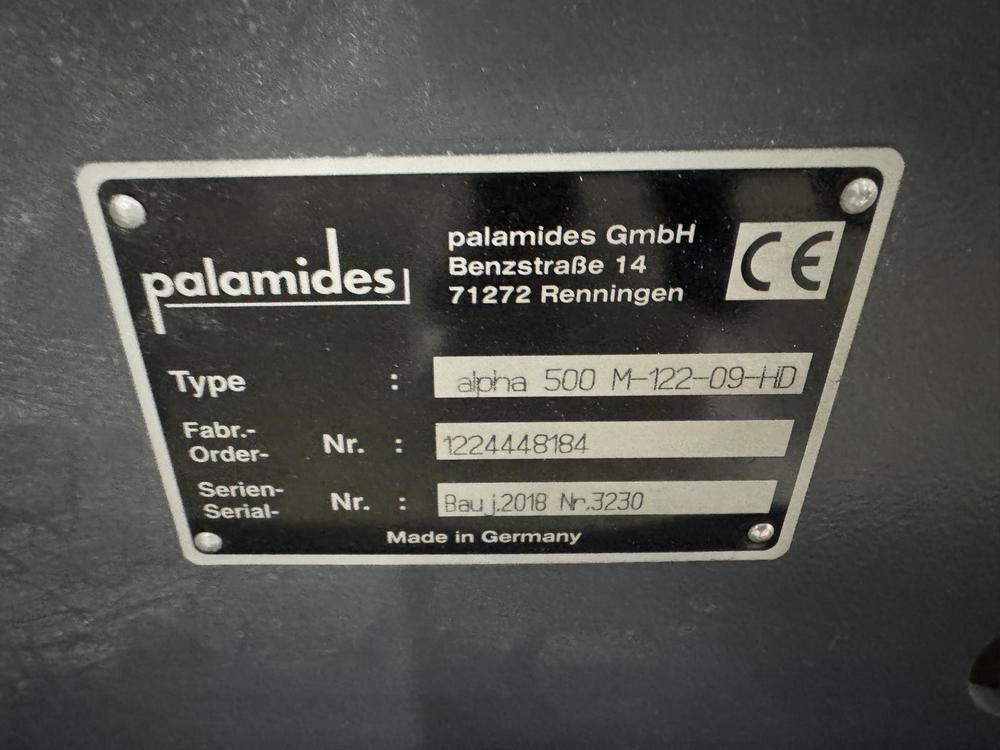 palamides
palamides GmbH
Benzstraße 14
71272 Renningen
CE
Type : alpha 500 M-122-09-HD
Fabr.-
Order- Nr. : 1224448184
Serien-
Serial- Nr. : Bauj.2018 Nr.3230
Made in Germany